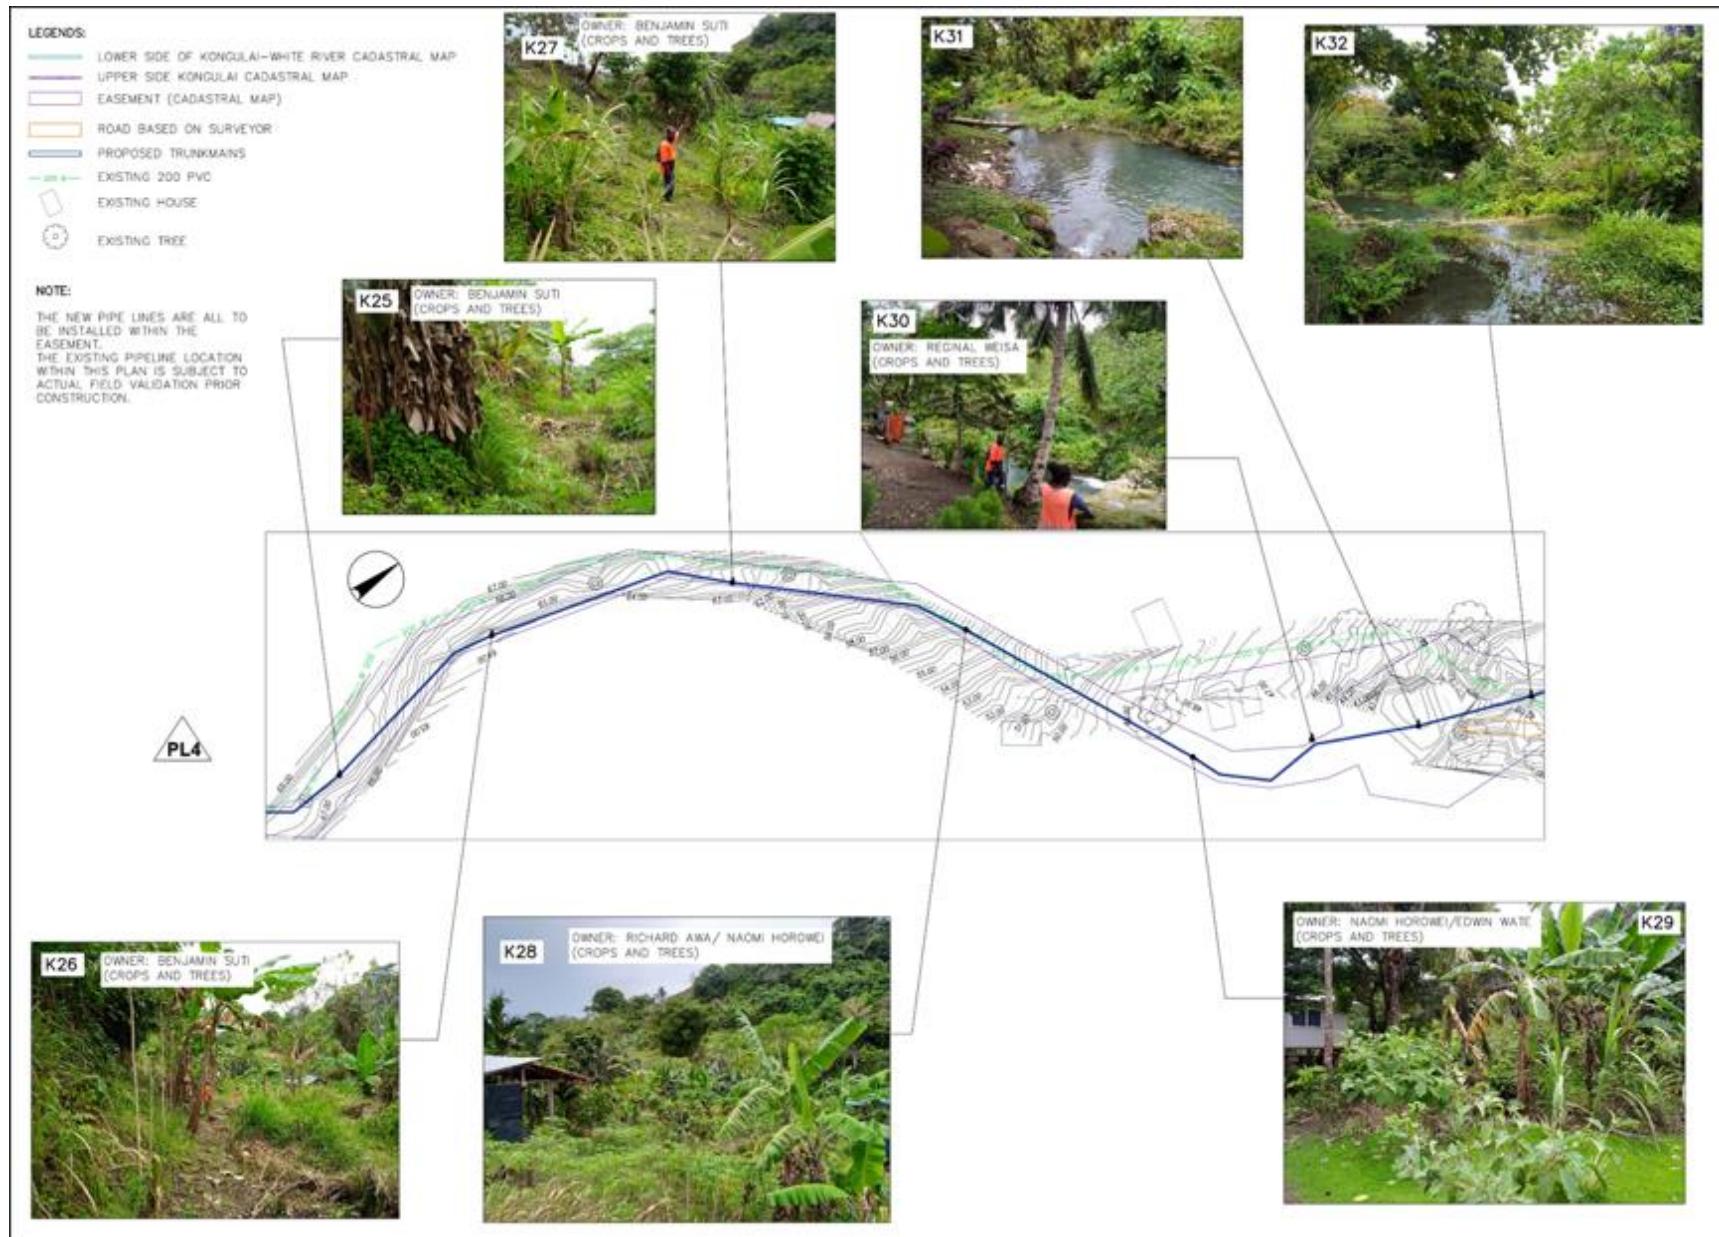 LEGENDS:
LOWER SIDE OF KONGULAI-WHITE RIVER CADASTRAL MAP
UPPER SIDE KONGULAI CADASTRAL MAP
EASEMENT (CADASTRAL MAP)
ROAD BASED ON SURVEYOR
PROPOSED TRUNKMAINS
EXISTING 200 PVC
EXISTING HOUSE
EXISTING TREE
NOTE:
THE NEW PIPE LINES ARE ALL TO
BE INSTALLED WITHIN THE
EASEMENT.
THE EXISTING PIPELINE LOCATION
WITHIN THIS PLAN IS SUBJECT TO
ACTUAL FIELD VALIDATION PRIOR
CONSTRUCTION.
K27
OWNER: BENJAMIN SUTI
(CROPS AND TREES)
K31
K32
K25
OWNER: BENJAMIN SUTI
(CROPS AND TREES)
K30
OWNER: REGINAL WEISA
(CROPS AND TREES)
PL4
K26
OWNER: BENJAMIN SUTI
(CROPS AND TREES)
K28
OWNER: RICHARD AWA/ NAOMI HOROWEI
(CROPS AND TREES)
OWNER: NAOMI HOROWEI/EDWIN WATE
(CROPS AND TREES)
K29